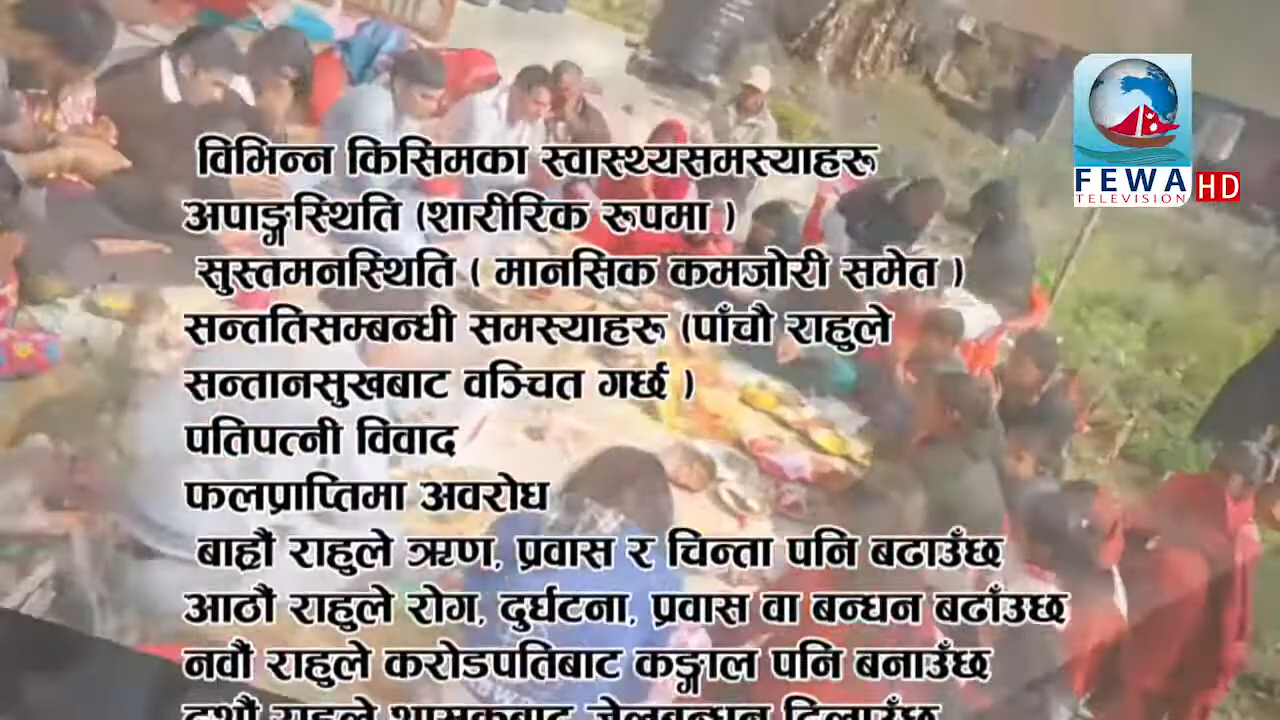 विभिन्न किसिमका स्वास्थ्यसमस्याहरू
अपाङ्गस्थिति (शारीरिक रूपमा )
सुस्तमनस्थिति ( मानसिक कमजोरी समेत )
सन्ततिसम्बन्धी समस्याहरू (पाँचौ राहुले
सन्तानसुखबाट वञ्चित गर्छ )
पतिपत्नी विवाद
फलप्राप्तिमा अवरोध
बाह्रौं राहुले ऋण, प्रवास र चिन्ता पनि बढाउँछ
आठौं राहुले रोग, दुर्घटना, प्रवास वा बन्धन बढाँउछ
नवौं राहुले करोडपतिबाट कङ्गाल पनि बनाउँछ
राहुले जेलबन्धन दिलाउँछ
FEWA HD
TELEVISION